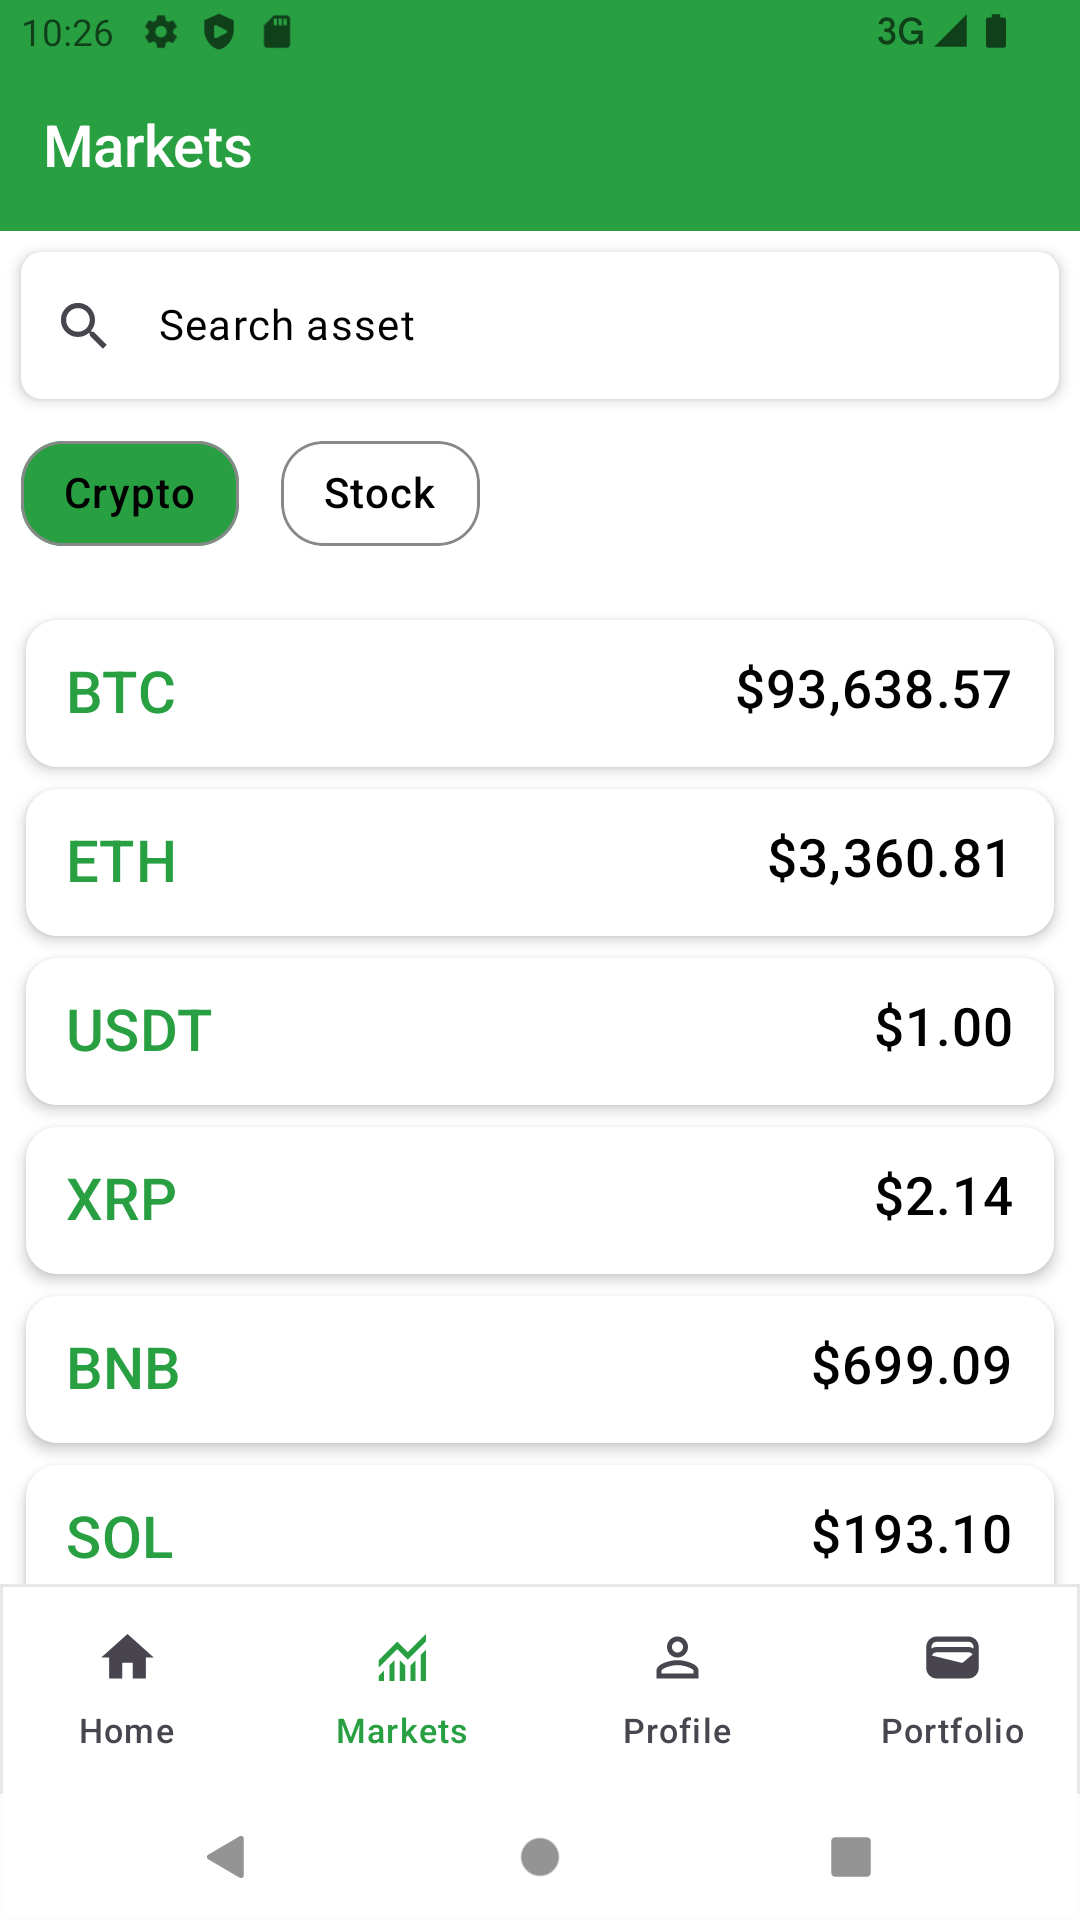 10:26 3G
Markets
Search asset
Crypto Stock
BTC $93,638.57
ETH $3,360.81
USDT $1.00
XRP $2.14
BNB $699.09
SOL $193.10
Home Markets Profile Portfolio